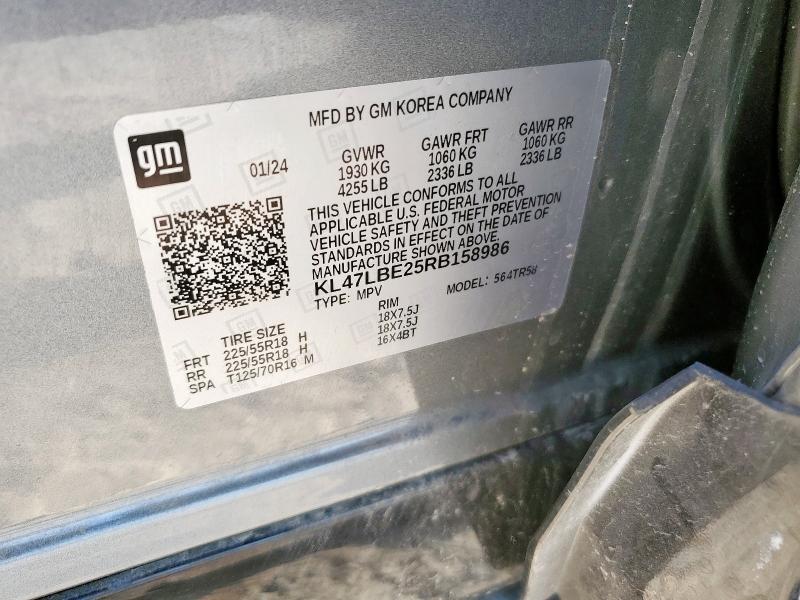 MFD BY GM KOREA COMPANY
gm
01/24
GVWR GAWR FRT GAWR RR
1930 KG 1060 KG 1060 KG
4255 LB 2336 LB 2336 LB
THIS VEHICLE CONFORMS TO ALL
APPLICABLE U.S. FEDERAL MOTOR
VEHICLE SAFETY AND THEFT PREVENTION
STANDARDS IN EFFECT ON THE DATE OF
MANUFACTURE SHOWN ABOVE.
KL47LBE25RB158986
TYPE: MPV MODEL: 564TR58
TIRE SIZE RIM
FRT 225/55R18 H 18X7.5J
RR 225/55R18 H 18X7.5J
SPA T125/70R16 M 16X4BT